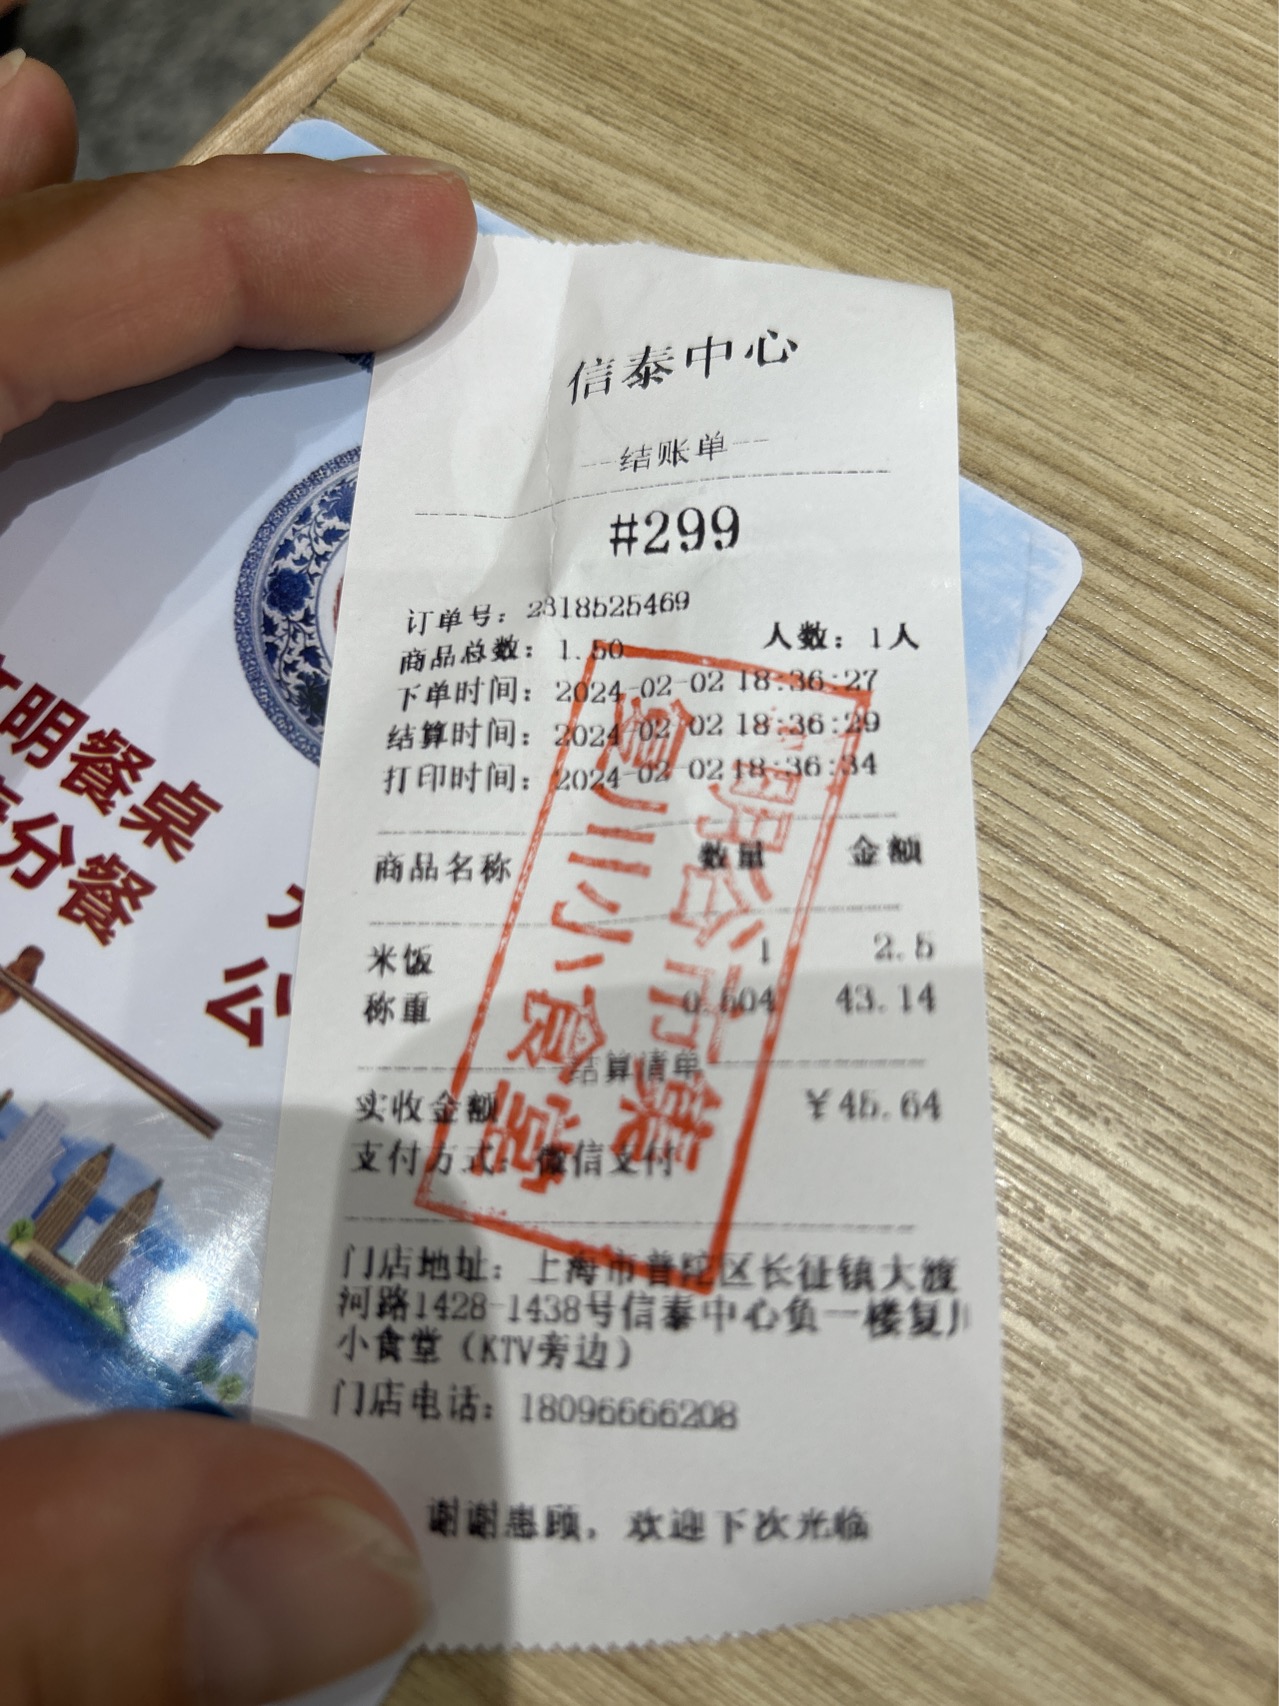 信泰中心
--结账单--
#299
订单号：2318525469
商品总数：1.50 人数：1人
下单时间：2024-02-02 18:36:27
结算时间：2024-02-02 18:36:29
打印时间：2024-02-02 18:36:34
商品名称 数量 金额
米饭 1 2.5
称重 0.504 43.14
结算清单
实收金额 ￥45.64
支付方式：微信支付
门店地址：上海市普陀区长征镇大渡
河路1428-1438号信泰中心负一楼复川
小食堂（KTV旁边）
门店电话：18096666208
谢谢惠顾，欢迎下次光临
明餐桌
分餐
公
复川小食堂